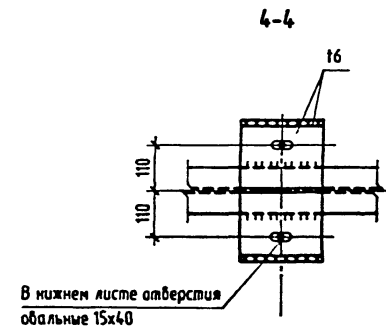 4-4
t6
110
110
В нижнем листе отверстия
овальные 15х40